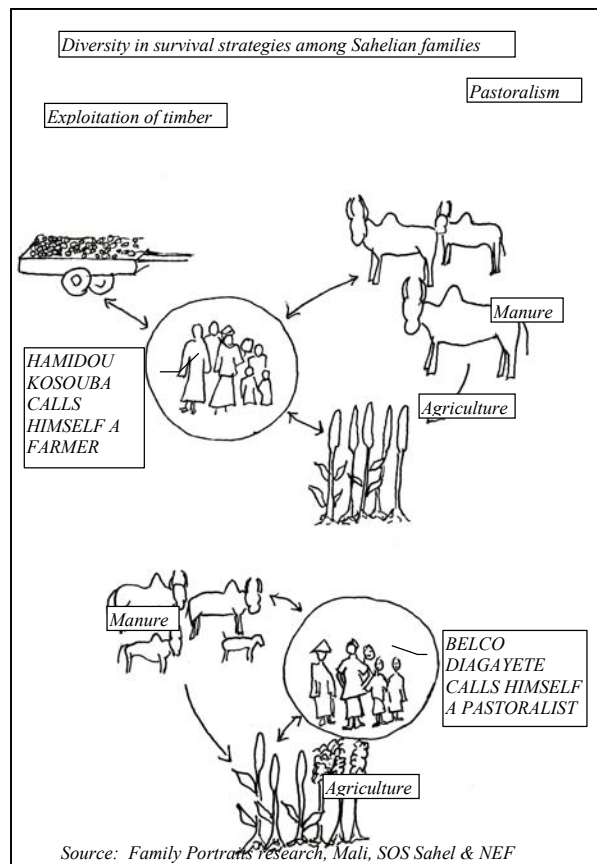 Diversity in survival strategies among Sahelian families
Pastoralism
Exploitation of timber
Manure
HAMIDOU
KOSOUBA
CALLS
HIMSELF A
FARMER
Agriculture
Manure
BELCO
DIAGAYETE
CALLS HIMSELF
A PASTORALIST
Agriculture
Source: Family Portraits research, Mali, SOS Sahel & NEF